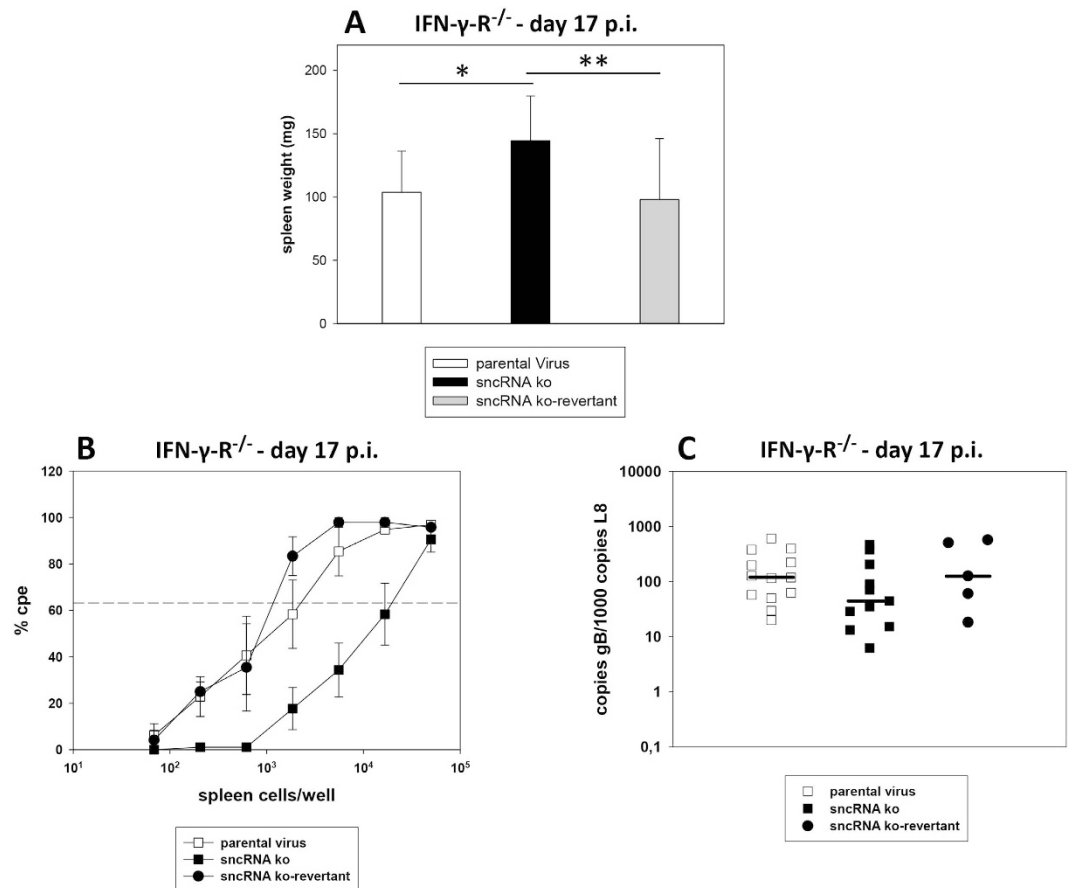 A IFN-γ-R-/- - day 17 p.i.
* **
spleen weight (mg)
200
150
100
50
0
parental Virus
sncRNA ko
sncRNA ko-revertant
B IFN-γ-R-/- - day 17 p.i.
% cpe
120
100
80
60
40
20
0
10¹ 10² 10³ 10⁴ 10⁵
spleen cells/well
parental virus
sncRNA ko
sncRNA ko-revertant
C IFN-γ-R-/- - day 17 p.i.
copies gB/1000 copies L8
10000
1000
100
10
1
0,1
parental virus
sncRNA ko
sncRNA ko-revertant